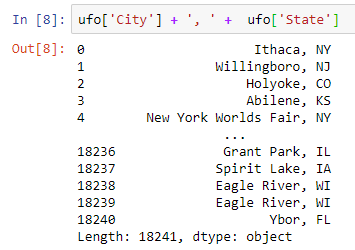 In [8]: ufo['City'] + ', ' +  ufo['State']
Out[8]: 0                   Ithaca, NY
1              Willingboro, NJ
2                  Holyoke, CO
3                  Abilene, KS
4     New York Worlds Fair, NY
...
18236           Grant Park, IL
18237          Spirit Lake, IA
18238          Eagle River, WI
18239          Eagle River, WI
18240                 Ybor, FL
Length: 18241, dtype: object